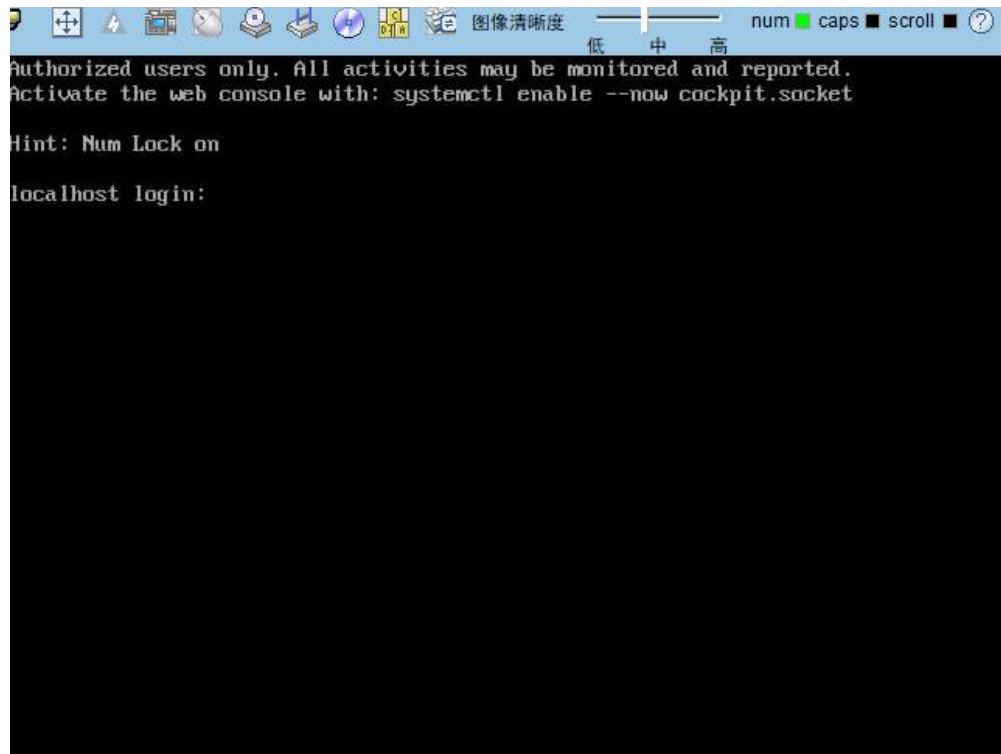 图像清晰度
低 中 高
num caps scroll ?
Authorized users only. All activities may be monitored and reported.
Activate the web console with: systemctl enable --now cockpit.socket
Hint: Num Lock on
localhost login: